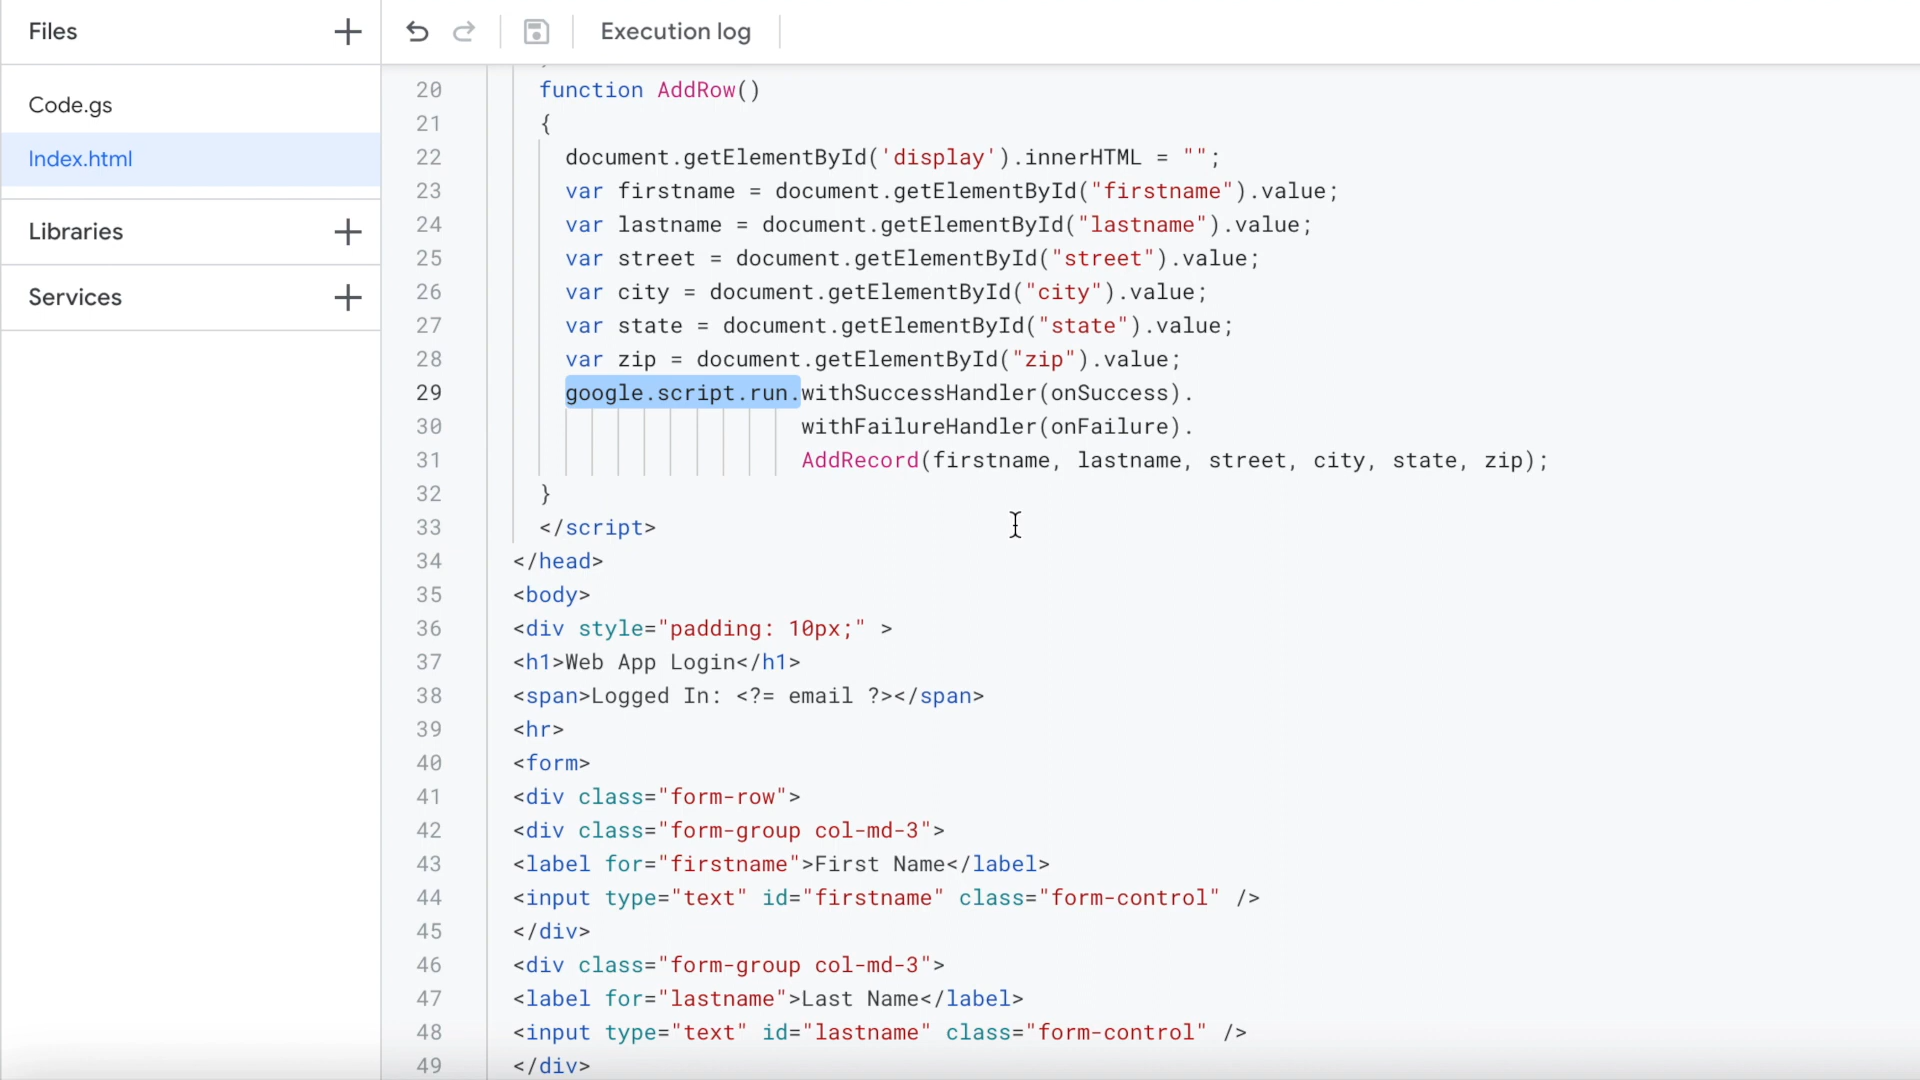 Files
Execution log
Code.gs
Index.html
Libraries
Services
20 function AddRow()
21 {
22 document.getElementById('display').innerHTML = "";
23 var firstname = document.getElementById("firstname").value;
24 var lastname = document.getElementById("lastname").value;
25 var street = document.getElementById("street").value;
26 var city = document.getElementById("city").value;
27 var state = document.getElementById("state").value;
28 var zip = document.getElementById("zip").value;
29 google.script.run.withSuccessHandler(onSuccess).
30 withFailureHandler(onFailure).
31 AddRecord(firstname, lastname, street, city, state, zip);
32 }
33 </script>
34 </head>
35 <body>
36 <div style="padding: 10px;" >
37 <h1>Web App Login</h1>
38 <span>Logged In: <?= email ?></span>
39 <hr>
40 <form>
41 <div class="form-row">
42 <div class="form-group col-md-3">
43 <label for="firstname">First Name</label>
44 <input type="text" id="firstname" class="form-control" />
45 </div>
46 <div class="form-group col-md-3">
47 <label for="lastname">Last Name</label>
48 <input type="text" id="lastname" class="form-control" />
49 </div>